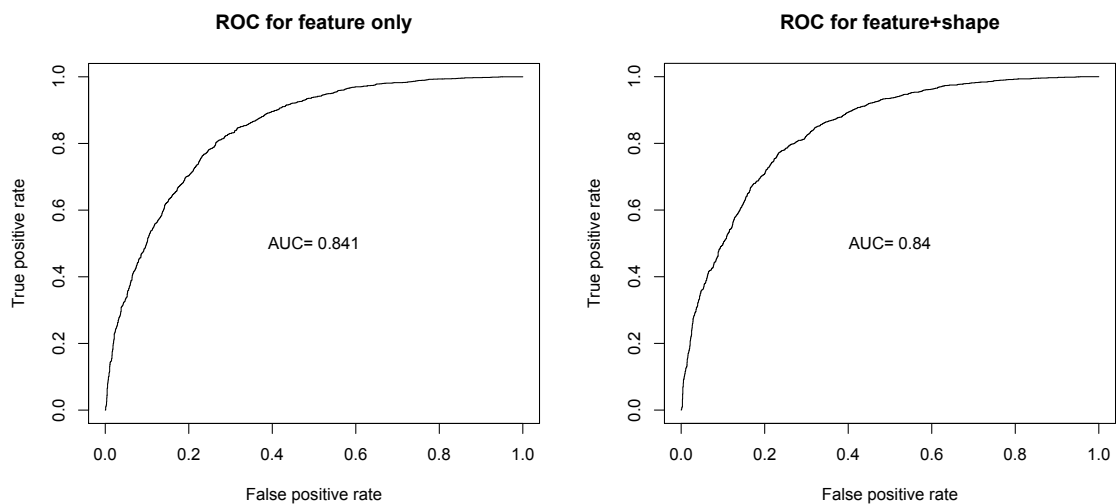 ROC for feature only
True positive rate
1.0
0.8
0.6
0.4
0.2
0.0
AUC= 0.841
0.0 0.2 0.4 0.6 0.8 1.0
False positive rate
ROC for feature+shape
True positive rate
1.0
0.8
0.6
0.4
0.2
0.0
AUC= 0.84
0.0 0.2 0.4 0.6 0.8 1.0
False positive rate